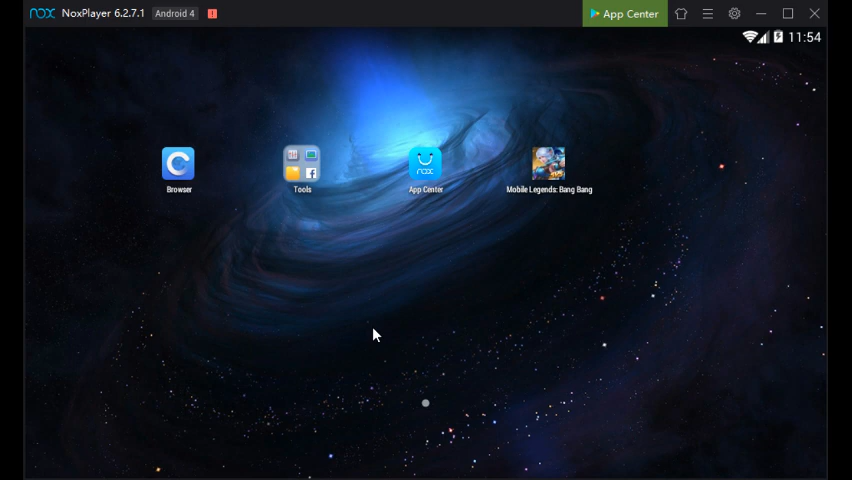 nox NoxPlayer 6.2.7.1 Android 4 App Center
11:54
Browser Tools App Center Mobile Legends: Bang Bang
nox